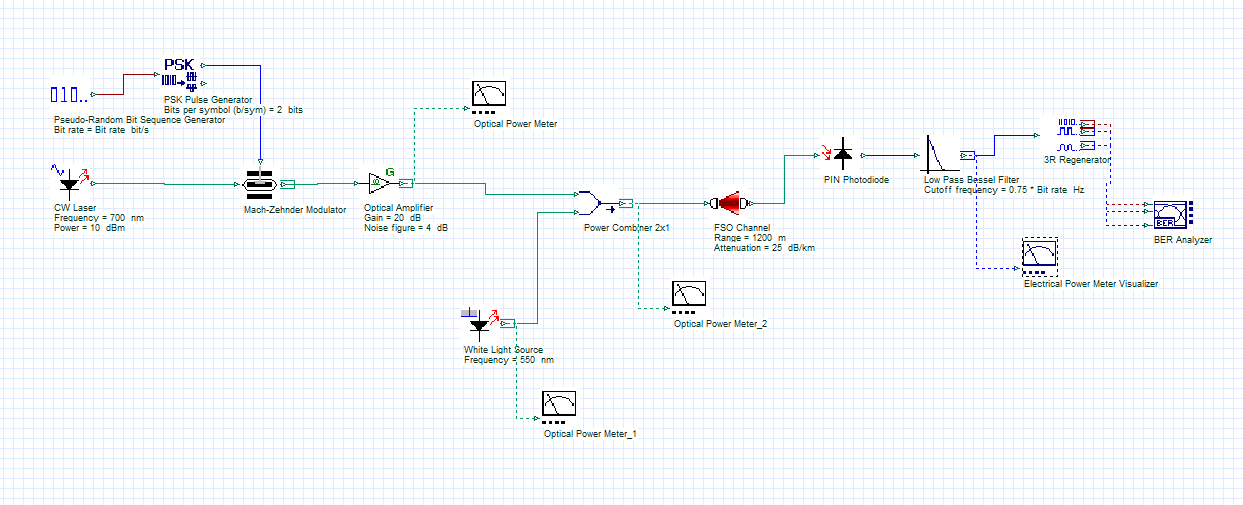 PSK
PSK Pulse Generator
Bits per symbol (b/sym) = 2 bits
010..
Pseudo-Random Bit Sequence Generator
Bit rate = Bit rate bit/s
CW Laser
Frequency = 700 nm
Power = 10 dBm
Mach-Zehnder Modulator
G
Optical Amplifier
Gain = 20 dB
Noise figure = 4 dB
Optical Power Meter
Power Combiner 2x1
FSO Channel
Range = 1200 m
Attenuation = 25 dB/km
PIN Photodiode
Low Pass Bessel Filter
Cutoff frequency = 0.75 * Bit rate Hz
3R Regenerator
BER
BER Analyzer
Electrical Power Meter Visualizer
Optical Power Meter_2
White Light Source
Frequency = 550 nm
Optical Power Meter_1